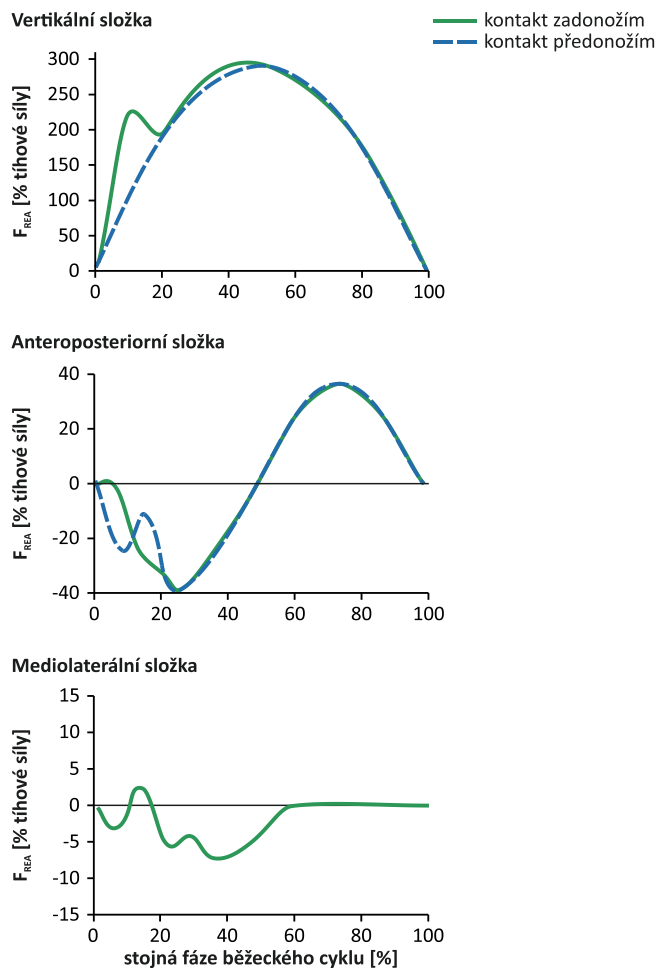 Vertikální složka
kontakt zadonožím
kontakt předonožím
F_REA [% tíhové síly]
300
250
200
150
100
50
0
0 20 40 60 80 100
Anteroposteriorní složka
F_REA [% tíhové síly]
40
20
0
-20
-40
0 20 40 60 80 100
Mediolaterální složka
F_REA [% tíhové síly]
15
10
5
0
-5
-10
-15
0 20 40 60 80 100
stojná fáze běžeckého cyklu [%]